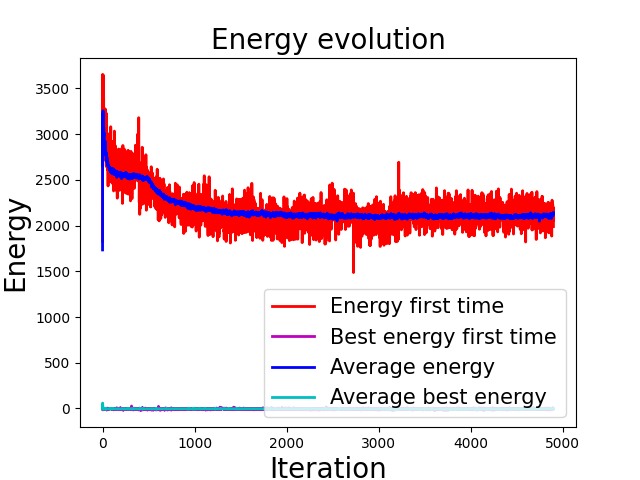 Energy evolution
Energy
3500
3000
2500
2000
1500
1000
500
0
Energy first time
Best energy first time
Average energy
Average best energy
0
1000
2000
3000
4000
5000
Iteration